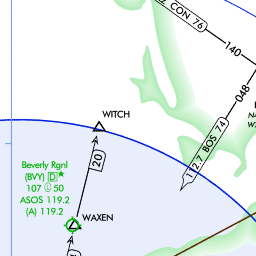 CON 76
140
048
112.7 BOS 74
WITCH
20
Beverly Rgnl
(BVY) D★
107 50
ASOS 119.2
(A) 119.2
WAXEN